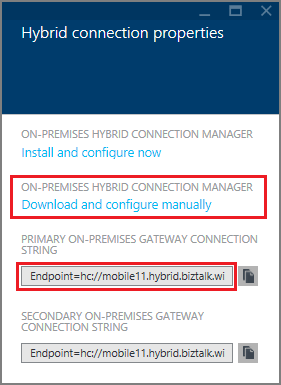 Hybrid connection properties
ON-PREMISES HYBRID CONNECTION MANAGER
Install and configure now
ON-PREMISES HYBRID CONNECTION MANAGER
Download and configure manually
PRIMARY ON-PREMISES GATEWAY CONNECTION
STRING
Endpoint=hc://mobile11.hybrid.biztalk.wi
SECONDARY ON-PREMISES GATEWAY
CONNECTION STRING
Endpoint=hc://mobile11.hybrid.biztalk.wi